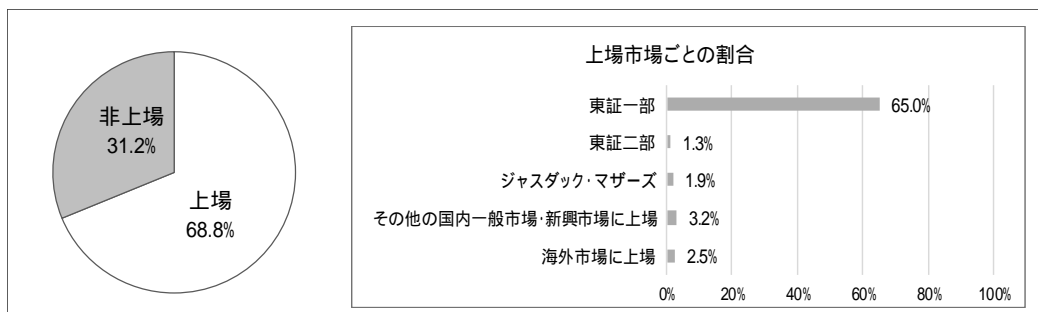 非上場
31.2%
上場
68.8%
上場市場ごとの割合
東証一部 65.0%
東証二部 1.3%
ジャスダック・マザーズ 1.9%
その他の国内一般市場・新興市場に上場 3.2%
海外市場に上場 2.5%
0% 20% 40% 60% 80% 100%